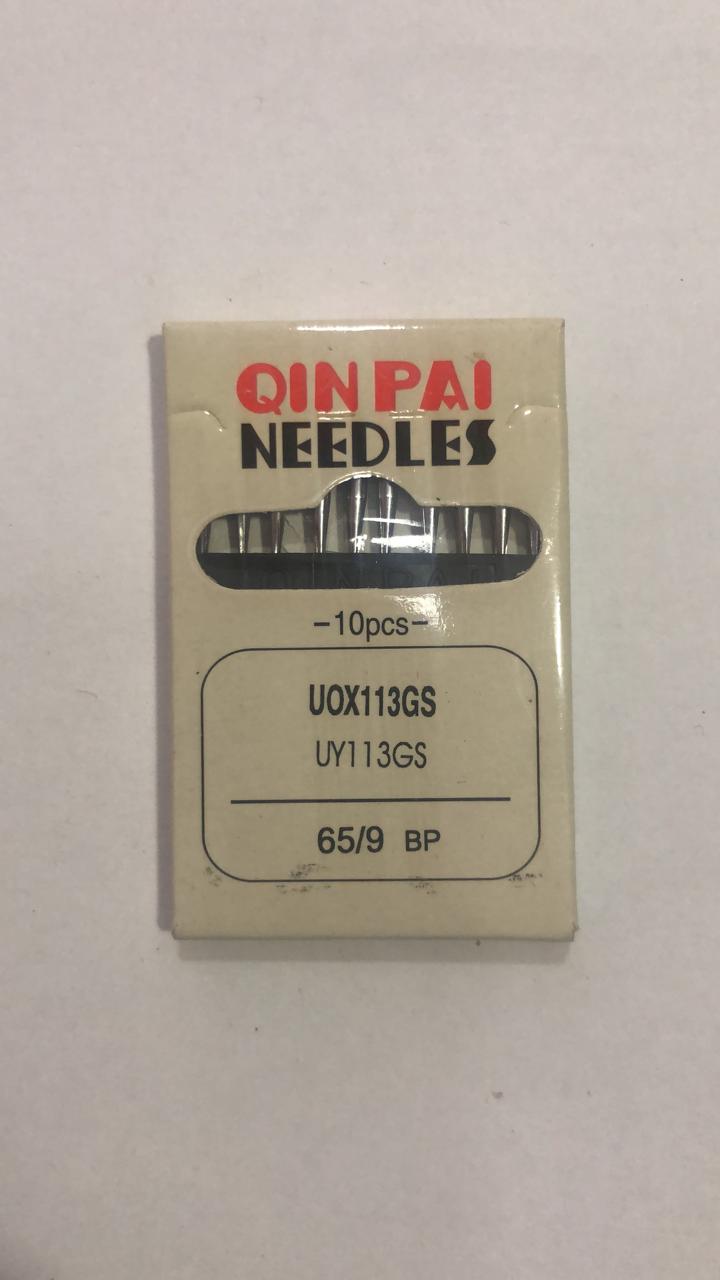 QIN PAI
NEEDLES
-10pcs-
UOX113GS
UY113GS
65/9 BP